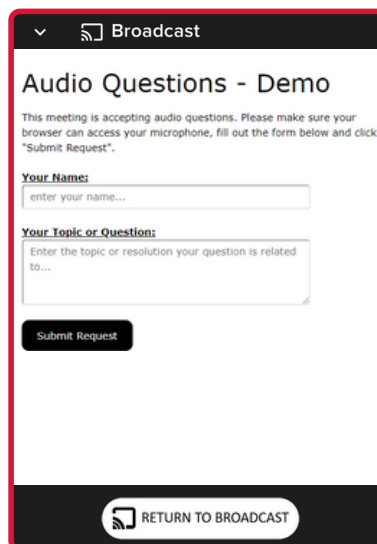 Broadcast
Audio Questions - Demo
This meeting is accepting audio questions. Please make sure your
browser can access your microphone, fill out the form below and click
"Submit Request".
Your Name:
enter your name...
Your Topic or Question:
Enter the topic or resolution your question is related
to...
Submit Request
RETURN TO BROADCAST